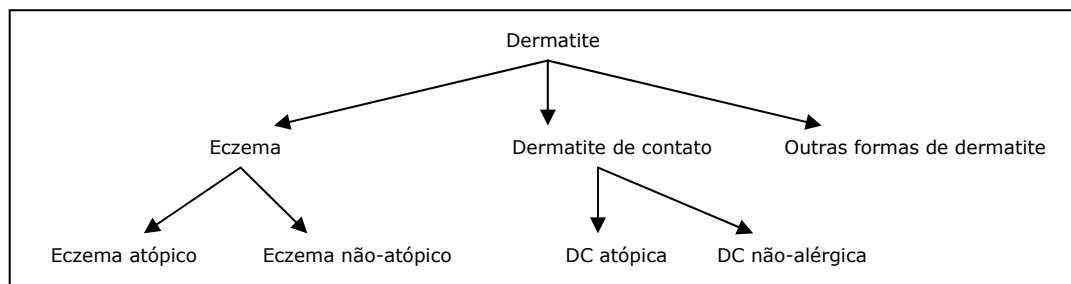 Dermatite
Eczema Dermatite de contato Outras formas de dermatite
Eczema atópico Eczema não-atópico DC atópica DC não-alérgica